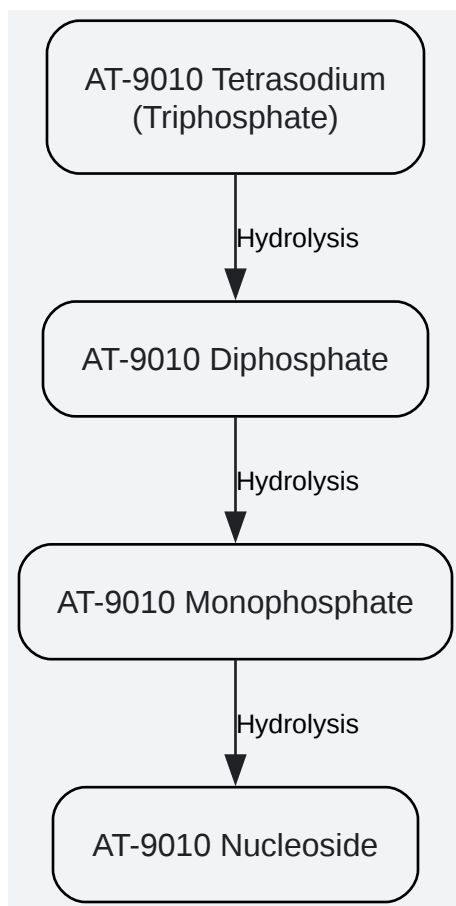 AT-9010 Tetrasodium
(Triphosphate)
Hydrolysis
AT-9010 Diphosphate
Hydrolysis
AT-9010 Monophosphate
Hydrolysis
AT-9010 Nucleoside